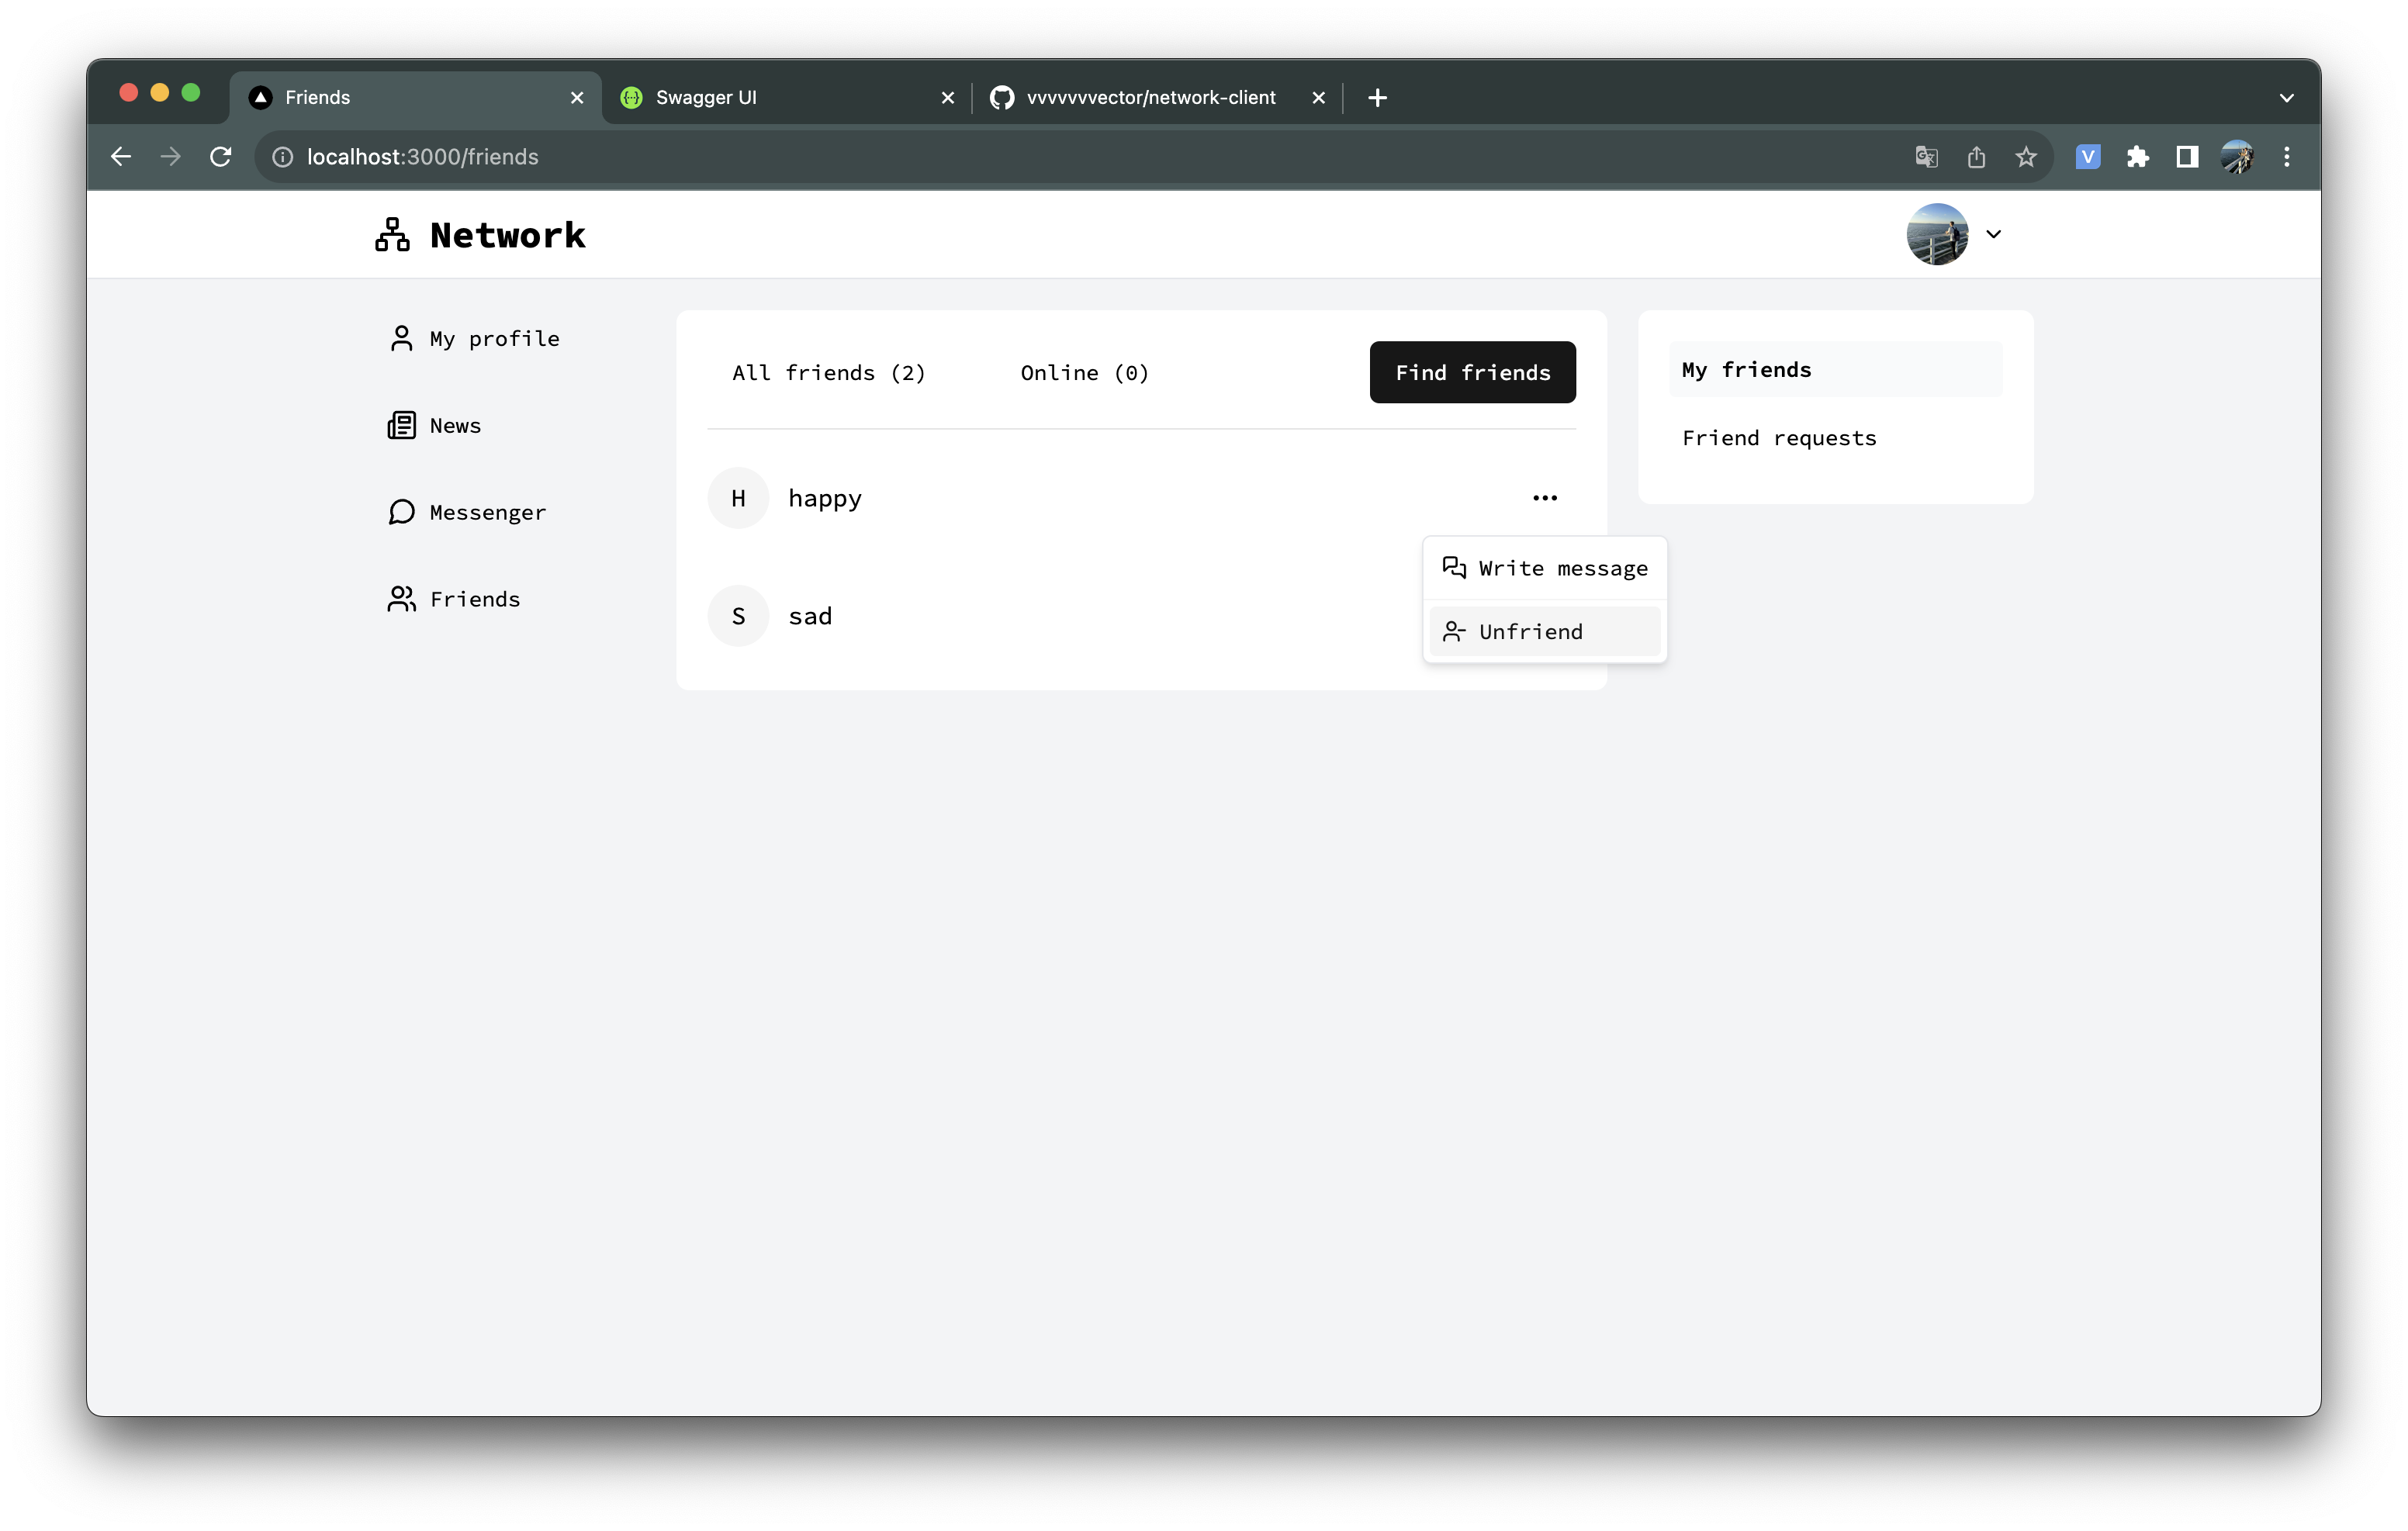 Friends
Swagger UI
vvvvvvvector/network-client
localhost:3000/friends
V
Network
My profile
News
Messenger
Friends
All friends (2)
Online (0)
Find friends
H
happy
S
sad
Write message
Unfriend
My friends
Friend requests